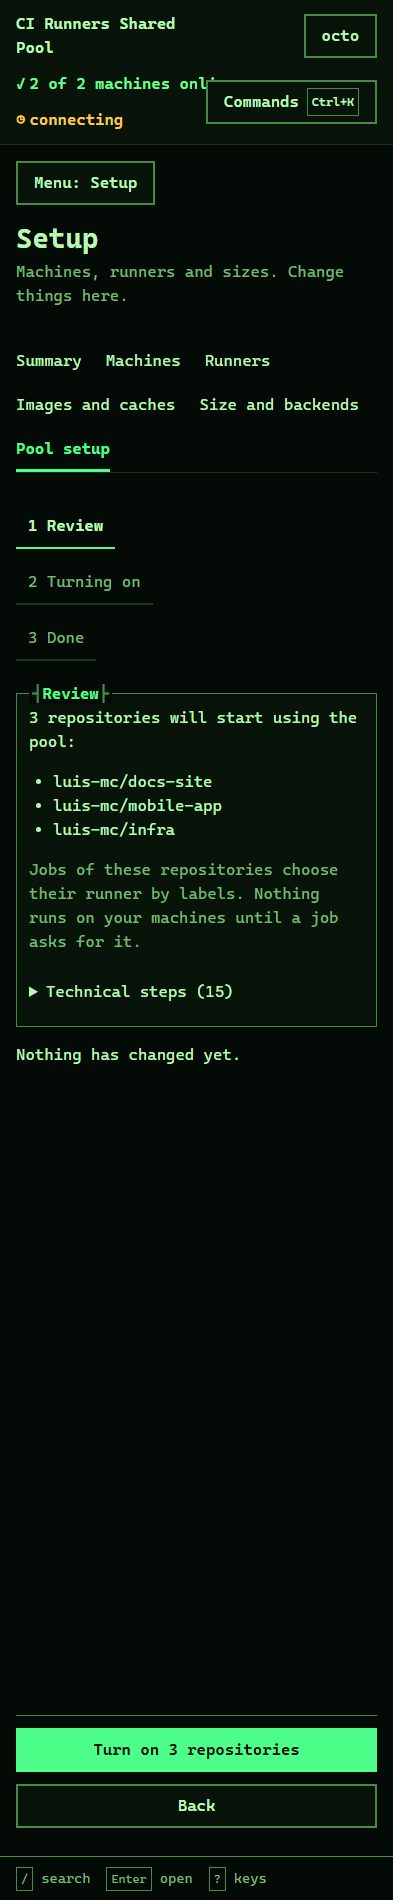 CI Runners Shared
Pool
octo
✓ 2 of 2 machines
Commands Ctrl+K
connecting
Menu: Setup
Setup
Machines, runners and sizes. Change
things here.
Summary Machines Runners
Images and caches Size and backends
Pool setup
1 Review
2 Turning on
3 Done
Review
3 repositories will start using the
pool:
• luis-mc/docs-site
• luis-mc/mobile-app
• luis-mc/infra
Jobs of these repositories choose
their runner by labels. Nothing
runs on your machines until a job
asks for it.
▶ Technical steps (15)
Nothing has changed yet.
Turn on 3 repositories
Back
/ search Enter open ? keys